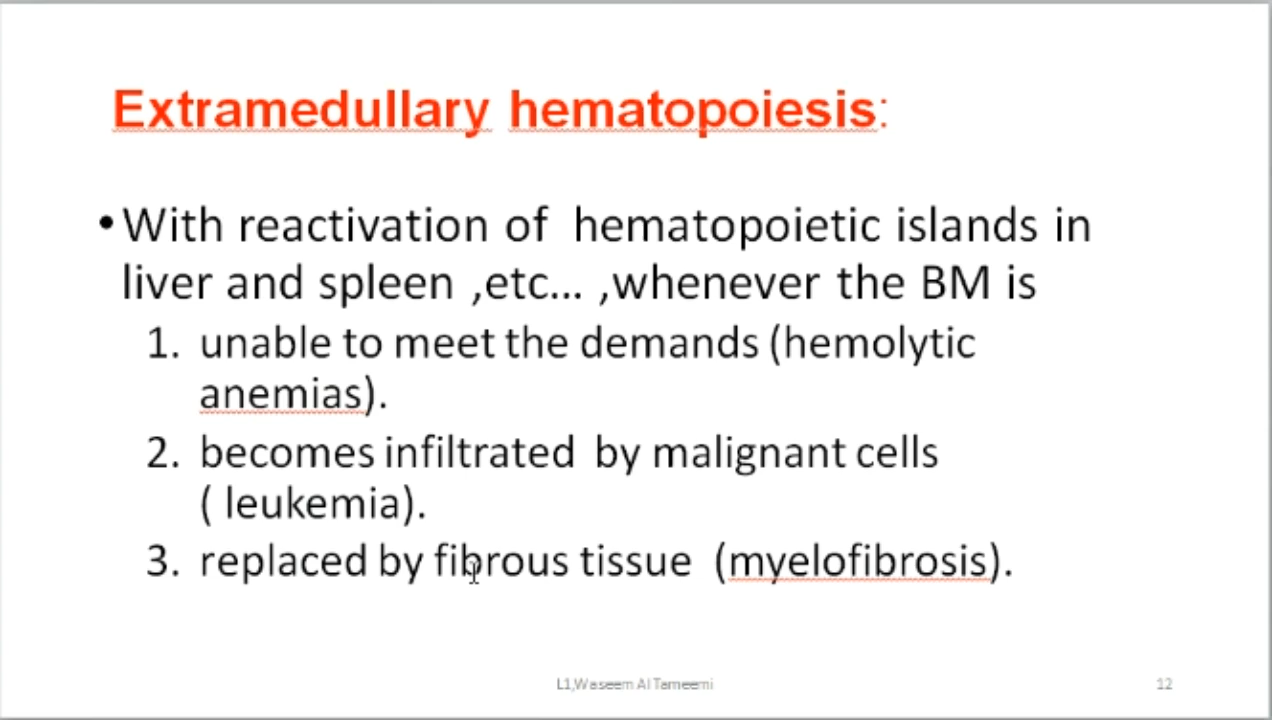 Extramedullary hematopoiesis:
• With reactivation of hematopoietic islands in
liver and spleen ,etc... ,whenever the BM is
1. unable to meet the demands (hemolytic
anemias).
2. becomes infiltrated by malignant cells
( leukemia).
3. replaced by fibrous tissue (myelofibrosis).
L1,Waseem Al Tameemi
12